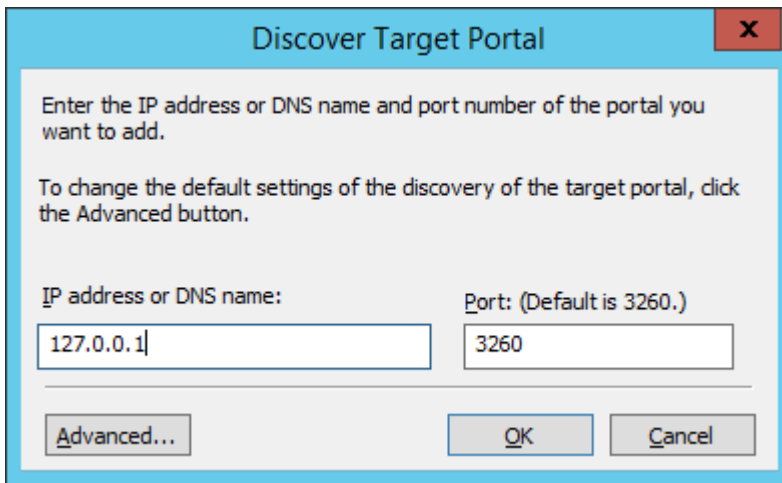 Discover Target Portal
x
Enter the IP address or DNS name and port number of the portal you
want to add.
To change the default settings of the discovery of the target portal, click
the Advanced button.
IP address or DNS name:
Port: (Default is 3260.)
127.0.0.1
3260
Advanced...
OK
Cancel